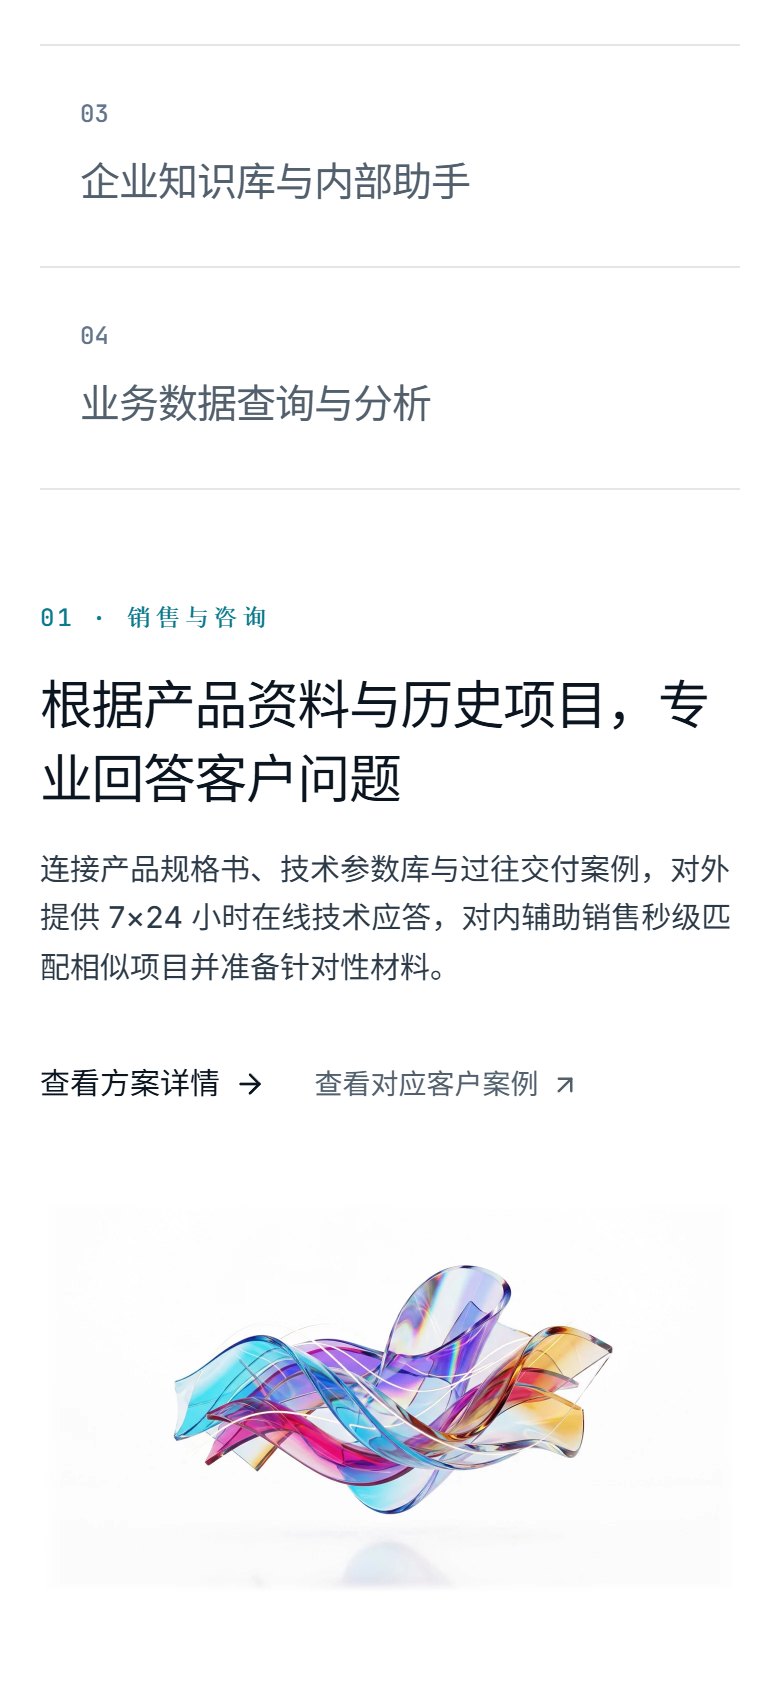 03
企业知识库与内部助手
04
业务数据查询与分析
01 · 销售与咨询
根据产品资料与历史项目，专
业回答客户问题
连接产品规格书、技术参数库与过往交付案例，对外
提供 7×24 小时在线技术应答，对内辅助销售秒级匹
配相似项目并准备针对性材料。
查看方案详情 → 查看对应客户案例 ↗